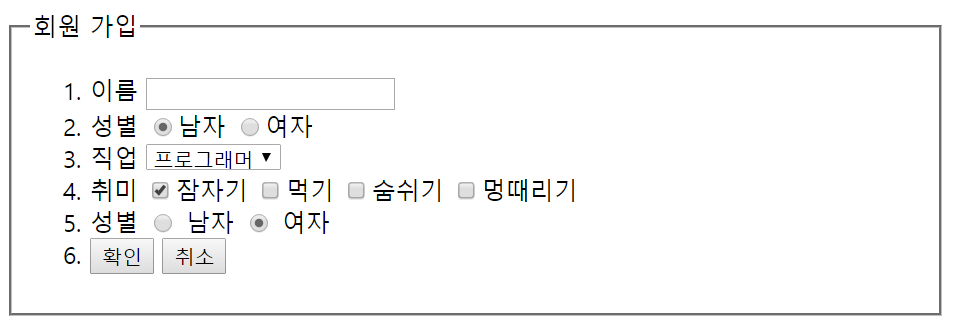 회원 가입
1. 이름
2. 성별 남자 여자
3. 직업 프로그래머
4. 취미 잠자기 먹기 숨쉬기 멍때리기
5. 성별 남자 여자
6. 확인 취소